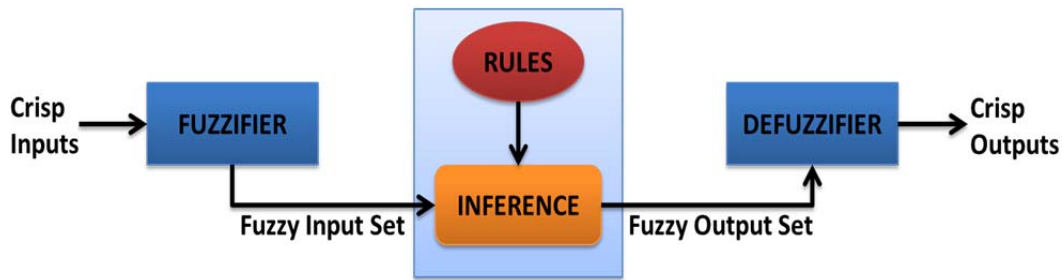 Crisp
Inputs
FUZZIFIER
Fuzzy Input Set
RULES
INFERENCE
Fuzzy Output Set
DEFUZZIFIER
Crisp
Outputs